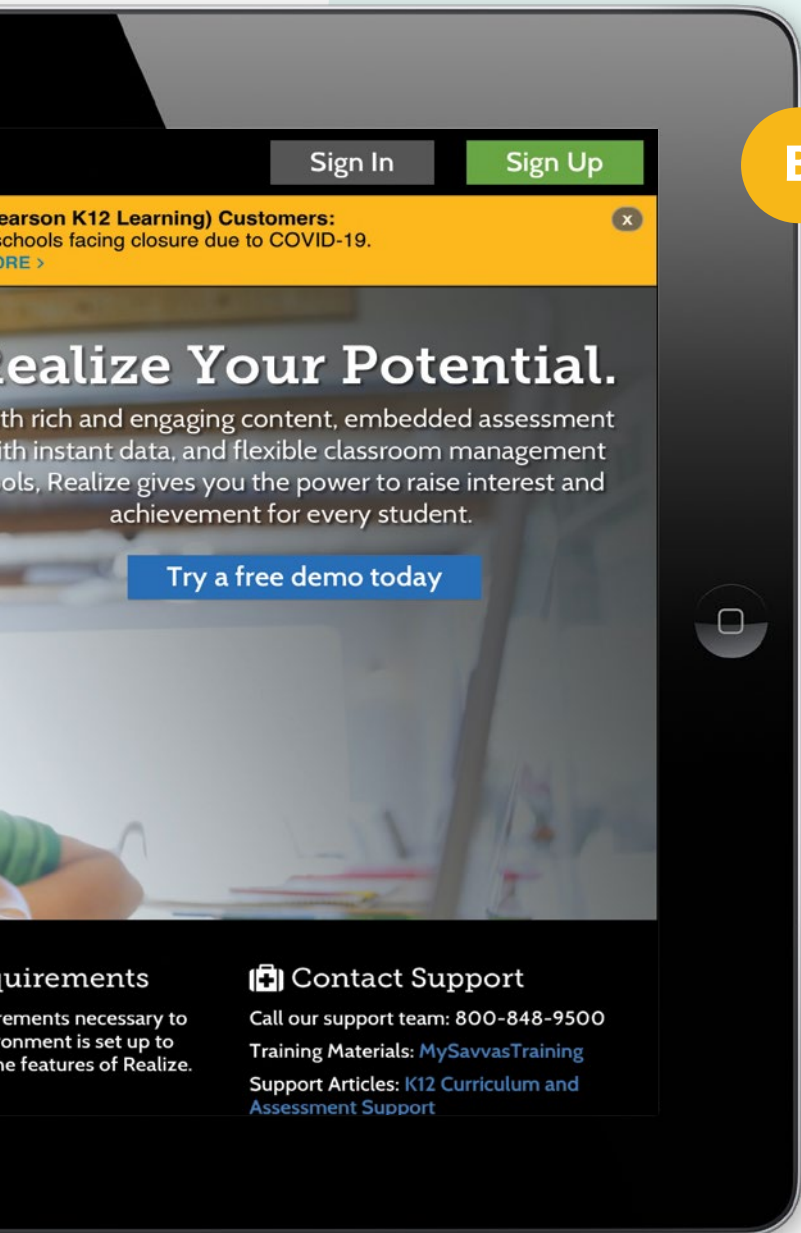 Sign In
Sign Up
earson K12 Learning) Customers:
schools facing closure due to COVID-19.
ORE >
x
ealize Your Potential.
th rich and engaging content, embedded assessment
ith instant data, and flexible classroom management
ols, Realize gives you the power to raise interest and
achievement for every student.
Try a free demo today
quirements
rements necessary to
onment is set up to
he features of Realize.
Contact Support
Call our support team: 800-848-9500
Training Materials: MySavvasTraining
Support Articles: K12 Curriculum and
Assessment Support